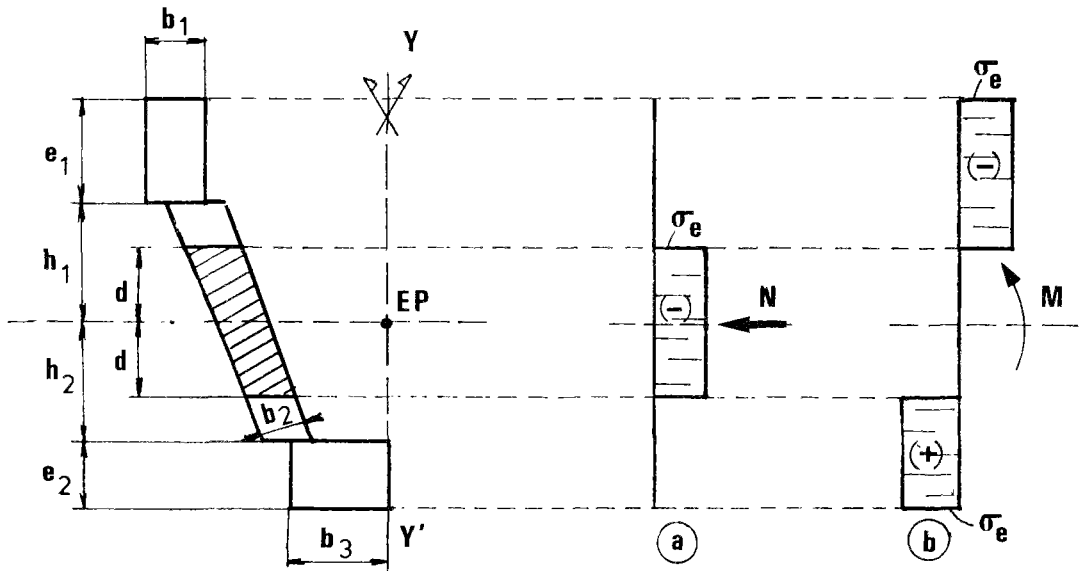 b₁
Y
σe
e₁
(-)
h₁
σe
d
EP
(-)
N
M
d
h₂
b₂
(+)
e₂
b₃
Y'
a
b
σe